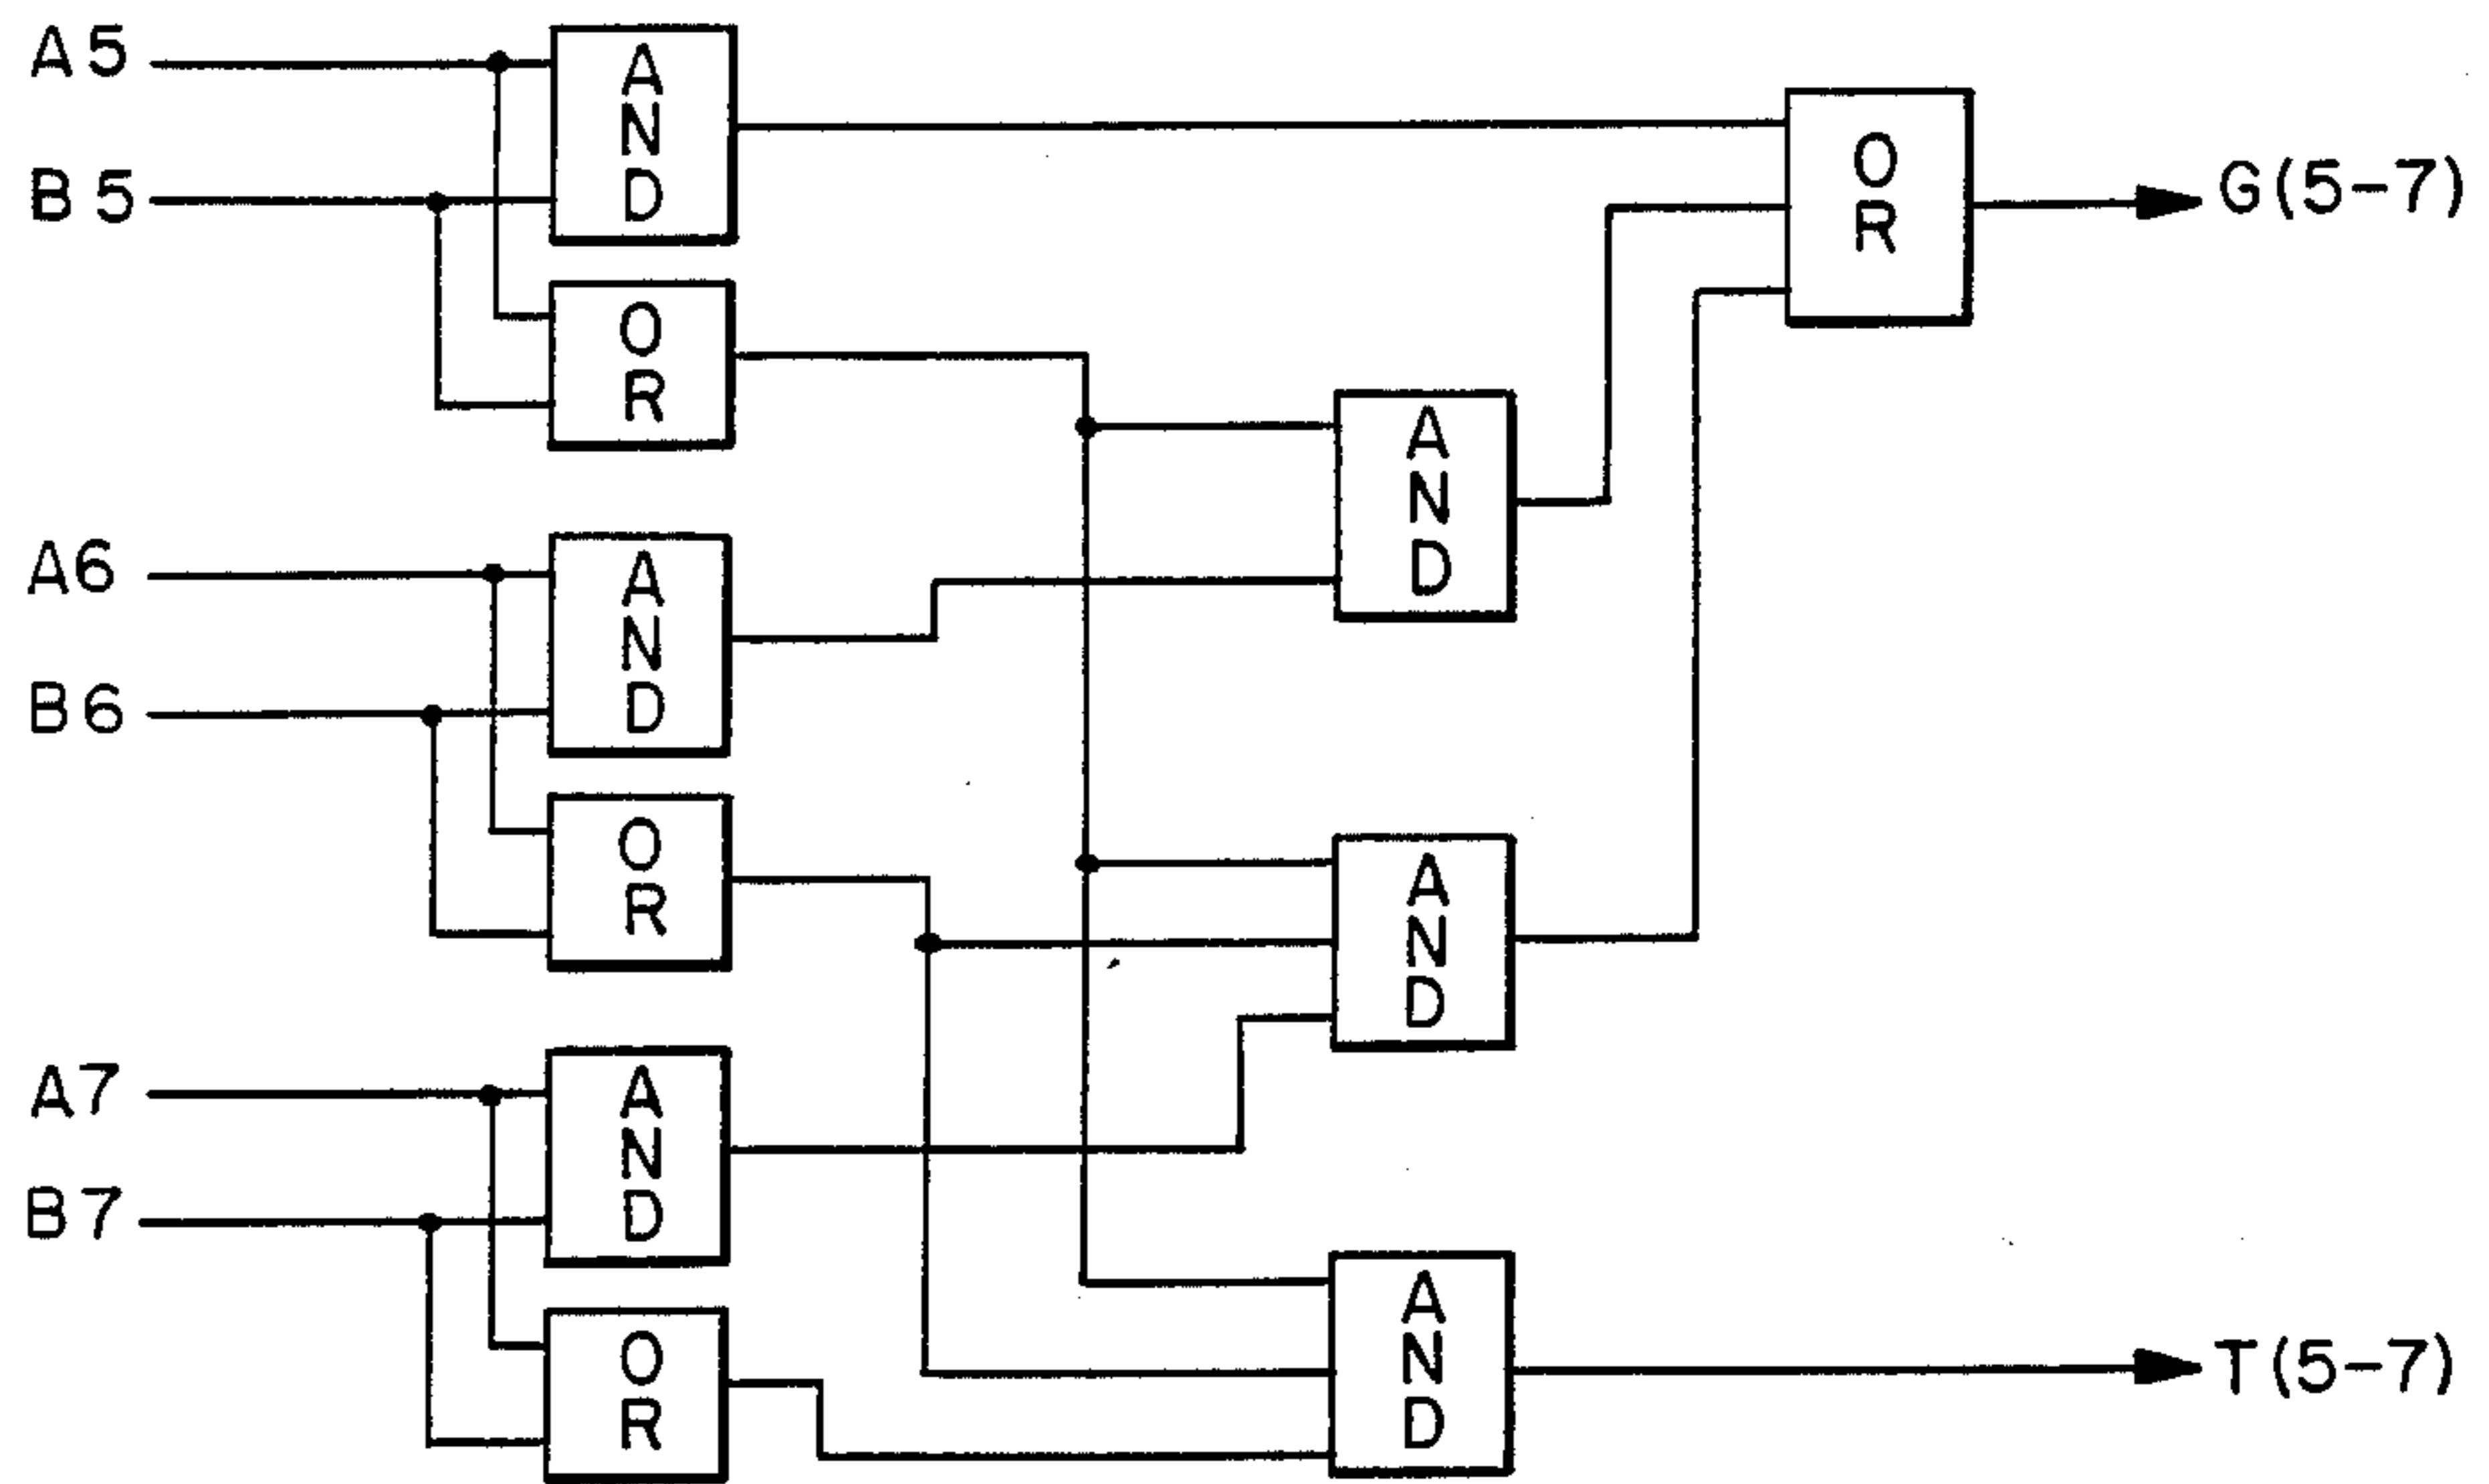 A5
B5
AND
OR
A6
B6
AND
OR
A7
B7
AND
OR
AND
AND
AND
OR
G(5-7)
T(5-7)